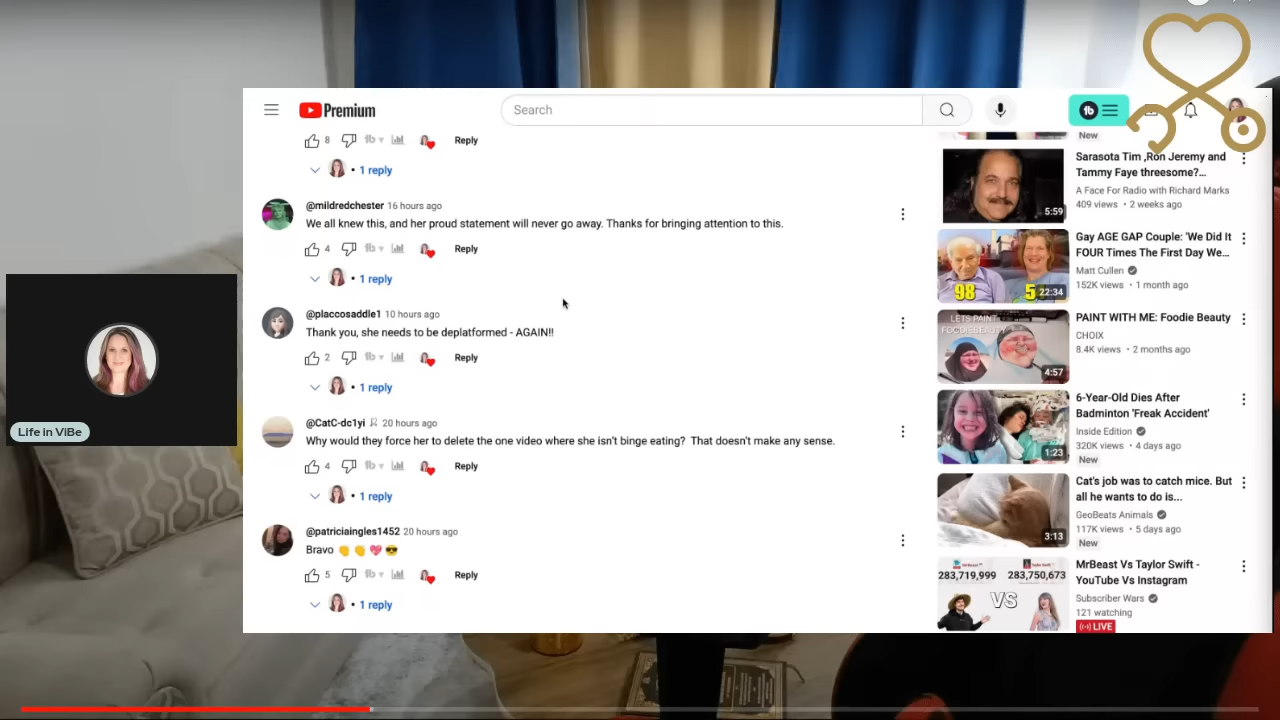 Premium
Search
8
Reply
1 reply
@mildredchester 16 hours ago
We all knew this, and her proud statement will never go away. Thanks for bringing attention to this.
4
Reply
1 reply
@placcosaddle1 10 hours ago
Thank you, she needs to be deplatformed - AGAIN!!
2
Reply
1 reply
@CatC-dc1yi 20 hours ago
Why would they force her to delete the one video where she isn't binge eating? That doesn't make any sense.
4
Reply
1 reply
@patriciaingles1452 20 hours ago
Bravo 👏 👏 💖 😎
5
Reply
1 reply
Life in ViBe
New
Sarasota Tim ,Ron Jeremy and
Tammy Faye threesome?...
A Face For Radio with Richard Marks
409 views • 2 weeks ago
5:59
Gay AGE GAP Couple: 'We Did It
FOUR Times The First Day We...
Matt Cullen
152K views • 1 month ago
98
5
22:34
PAINT WITH ME: Foodie Beauty
CHOIX
8.4K views • 2 months ago
LETS PAINT
FOODIEBEAUTY
4:57
6-Year-Old Dies After
Badminton 'Freak Accident'
Inside Edition
320K views • 4 days ago
New
1:23
Cat's job was to catch mice. But
all he wants to do is...
GeoBeats Animals
117K views • 5 days ago
New
3:13
MrBeast Vs Taylor Swift -
YouTube Vs Instagram
Subscriber Wars
121 watching
LIVE
283,719,999
283,750,673
VS